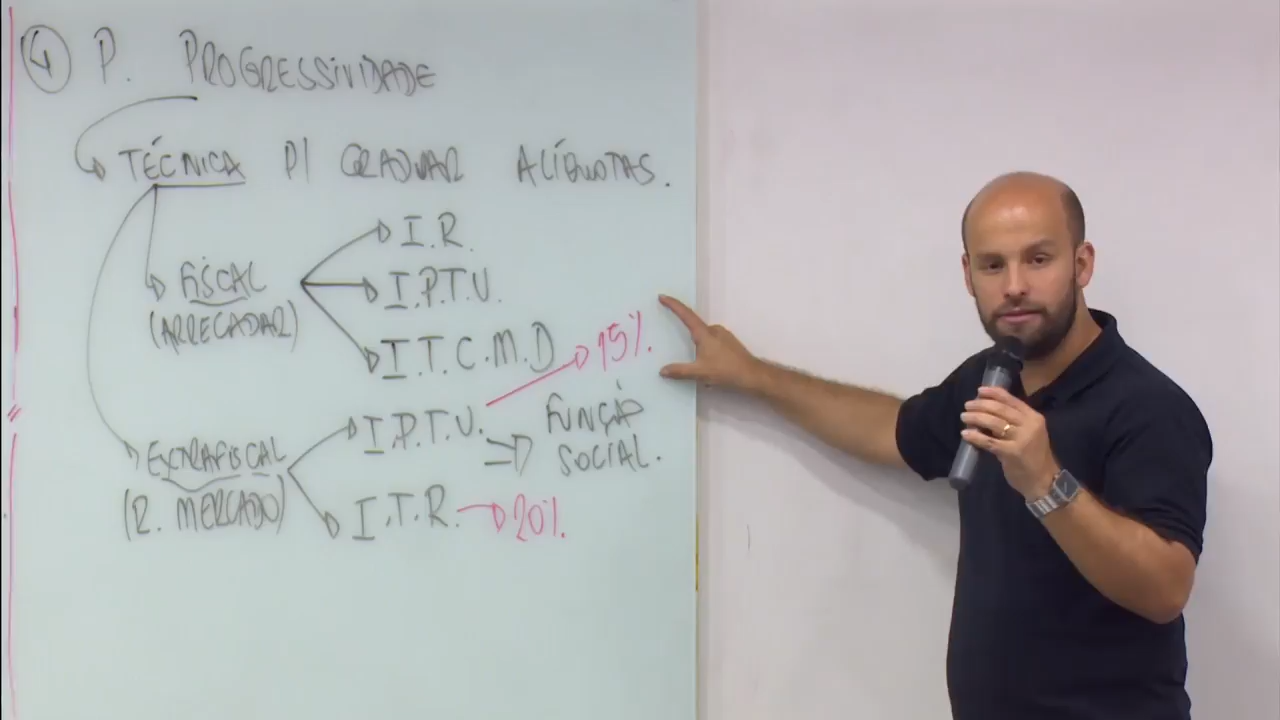 4 P. PROGRESSIVIDADE
TÉCNICA P/ GRADUAR ALÍQUOTAS.
I.R.
FISCAL I.P.T.U.
(ARRECADAR)
I.T.C.M.D 15%.
I.P.T.U. FUNÇÃO
EXTRAFISCAL SOCIAL.
(R. MERCADO) I.T.R. 20%.